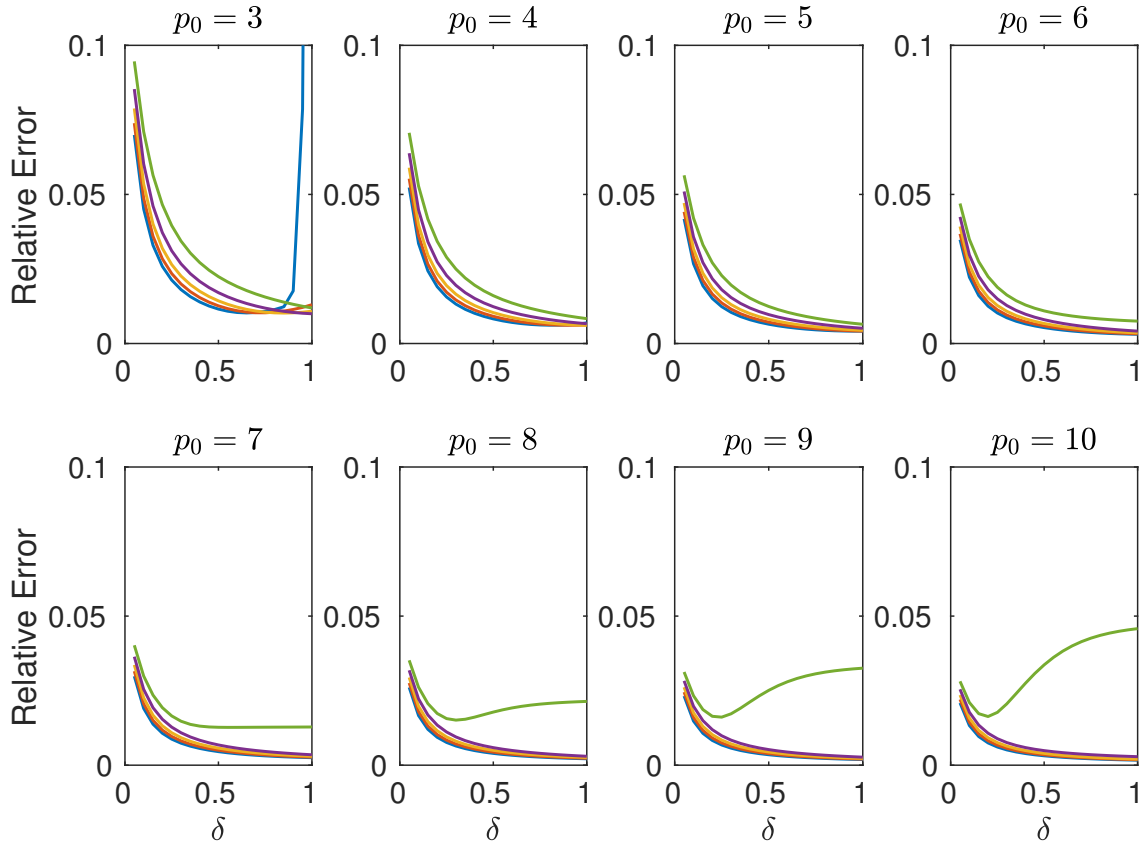 p₀ = 3 p₀ = 4 p₀ = 5 p₀ = 6
Relative Error
0.1 0.1 0.1 0.1
0.05 0.05 0.05 0.05
0 0 0 0
0 0.5 1 0 0.5 1 0 0.5 1 0 0.5 1
p₀ = 7 p₀ = 8 p₀ = 9 p₀ = 10
Relative Error
0.1 0.1 0.1 0.1
0.05 0.05 0.05 0.05
0 0 0 0
0 0.5 1 0 0.5 1 0 0.5 1 0 0.5 1
δ δ δ δ